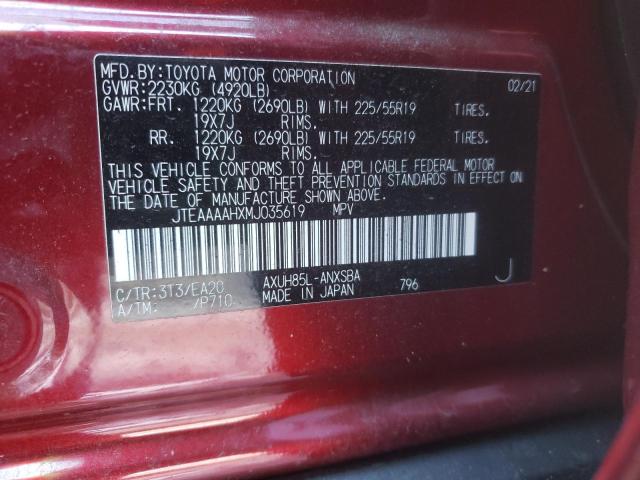 MFD. BY: TOYOTA MOTOR CORPORATION 02/21
GVWR: 2230KG (4920LB)
GAWR: FRT. 1220KG (2690LB) WITH 225/55R19 TIRES.
19X7J RIMS.
RR. 1220KG (2690LB) WITH 225/55R19 TIRES.
19X7J RIMS.
THIS VEHICLE CONFORMS TO ALL APPLICABLE FEDERAL MOTOR
VEHICLE SAFETY AND THEFT PREVENTION STANDARDS IN EFFECT ON
THE DATE OF MANUFACTURE SHOWN ABOVE.
JTEAAAAHXMJ035619 MPV
C/TR: 3T3/EA20 AXUH85L-ANXSBA
A/TM: /P710 MADE IN JAPAN 796 J